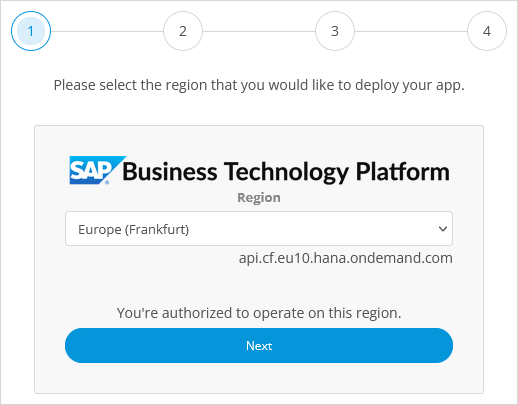 1 2 3 4
Please select the region that you would like to deploy your app.
SAP® Business Technology Platform
Region
Europe (Frankfurt)
api.cf.eu10.hana.ondemand.com
You're authorized to operate on this region.
Next